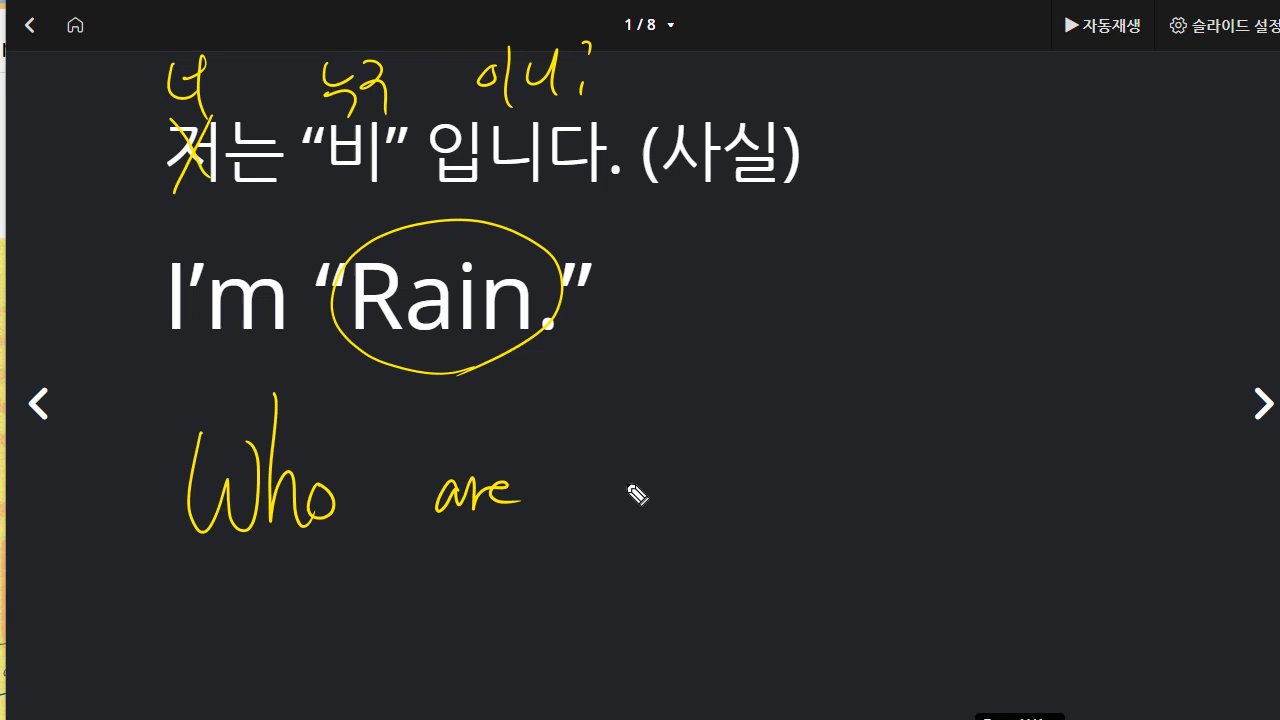 1 / 8
자동재생
슬라이드 설정
너 누구 이니?
저는 “비” 입니다. (사실)
I’m “Rain.”
Who are